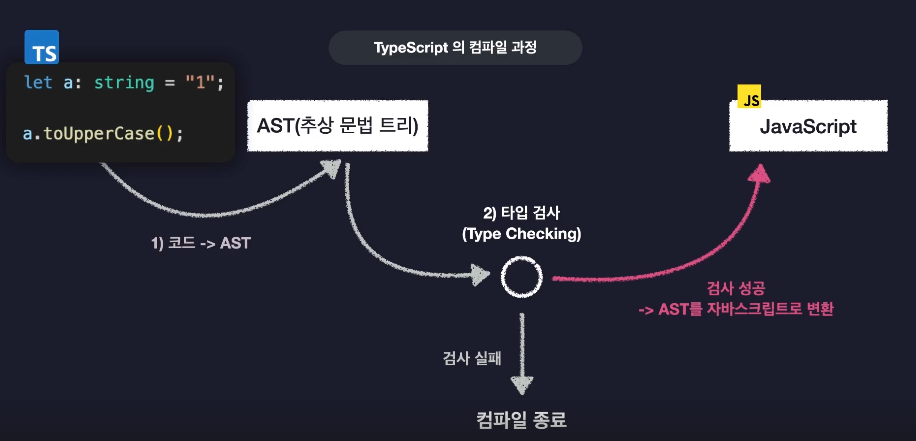 TypeScript 의 컴파일 과정
TS
let a: string = "1";
a.toUpperCase();
AST(추상 문법 트리)
JS
JavaScript
1) 코드 -> AST
2) 타입 검사
(Type Checking)
검사 성공
-> AST를 자바스크립트로 변환
검사 실패
컴파일 종료